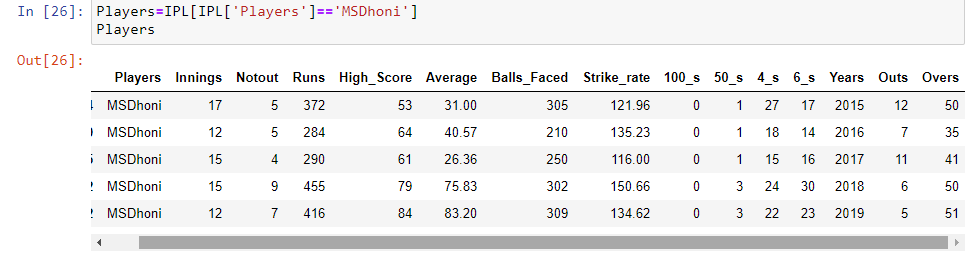 In [26]: Players=IPL[IPL['Players']=='MSDhoni']
Players
Out[26]:
Players Innings Notout Runs High_Score Average Balls_Faced Strike_rate 100_s 50_s 4_s 6_s Years Outs Overs
MSDhoni 17 5 372 53 31.00 305 121.96 0 1 27 17 2015 12 50
MSDhoni 12 5 284 64 40.57 210 135.23 0 1 18 14 2016 7 35
MSDhoni 15 4 290 61 26.36 250 116.00 0 1 15 16 2017 11 41
MSDhoni 15 9 455 79 75.83 302 150.66 0 3 24 30 2018 6 50
MSDhoni 12 7 416 84 83.20 309 134.62 0 3 22 23 2019 5 51